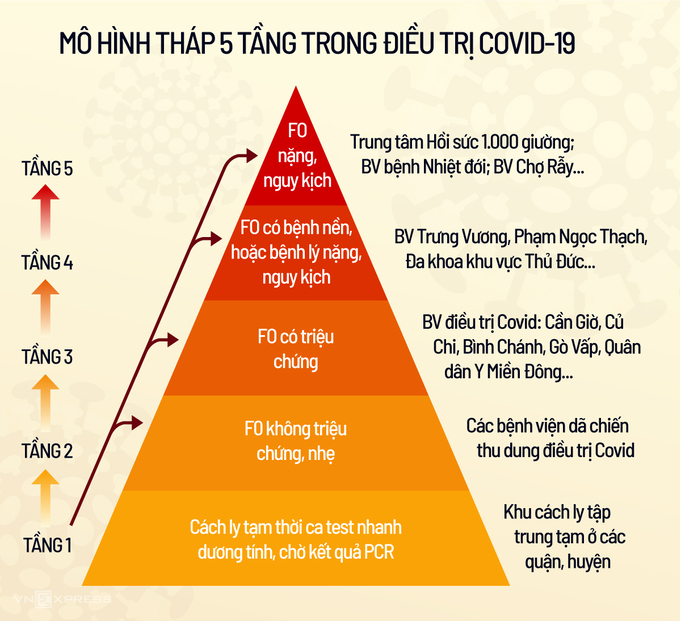 MÔ HÌNH THÁP 5 TẦNG TRONG ĐIỀU TRỊ COVID-19
TẦNG 5
F0
nặng,
nguy kịch
Trung tâm Hồi sức 1.000 giường;
BV bệnh Nhiệt đới; BV Chợ Rẫy...
TẦNG 4
F0 có bệnh nền,
hoặc bệnh lý nặng,
nguy kịch
BV Trưng Vương, Phạm Ngọc Thạch,
Đa khoa khu vực Thủ Đức...
TẦNG 3
F0 có triệu
chứng
BV điều trị Covid: Cần Giờ, Củ
Chi, Bình Chánh, Gò Vấp, Quân
dân Y Miền Đông...
TẦNG 2
F0 không triệu
chứng, nhẹ
Các bệnh viện dã chiến
thu dung điều trị Covid
TẦNG 1
Cách ly tạm thời ca test nhanh
dương tính, chờ kết quả PCR
Khu cách ly tập
trung tạm ở các
quận, huyện
VNEXPRESS